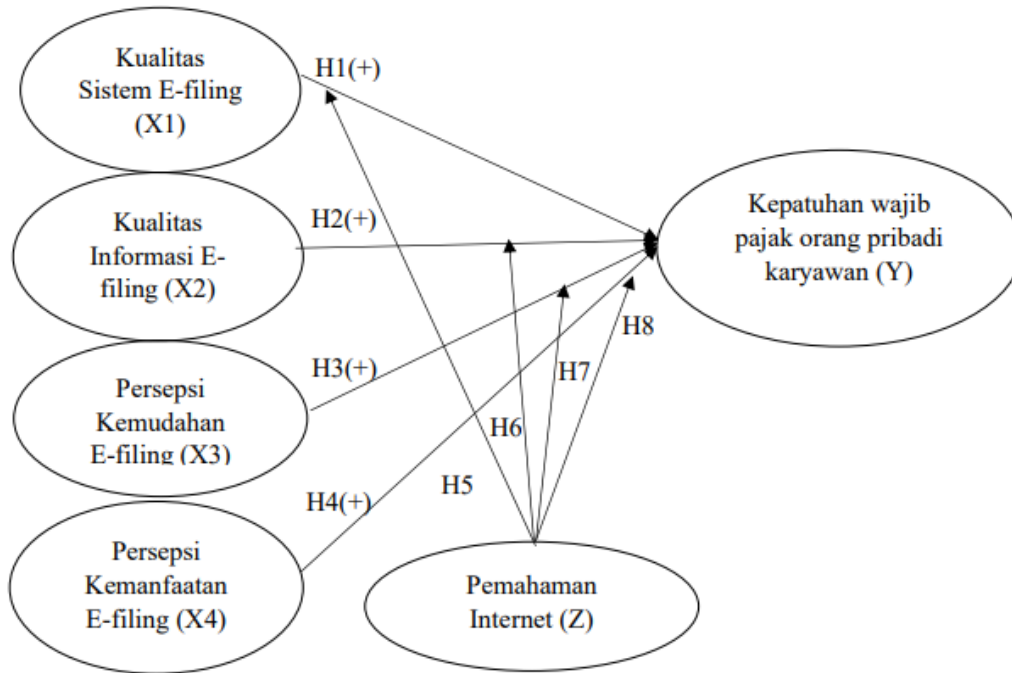 Kualitas
Sistem E-filing
(X1)
H1(+)
Kualitas
Informasi E-
filing (X2)
H2(+)
Kepatuhan wajib
pajak orang pribadi
karyawan (Y)
Persepsi
Kemudahan
E-filing (X3)
H3(+)
H8
H7
H6
H5
H4(+)
Persepsi
Kemanfaatan
E-filing (X4)
Pemahaman
Internet (Z)